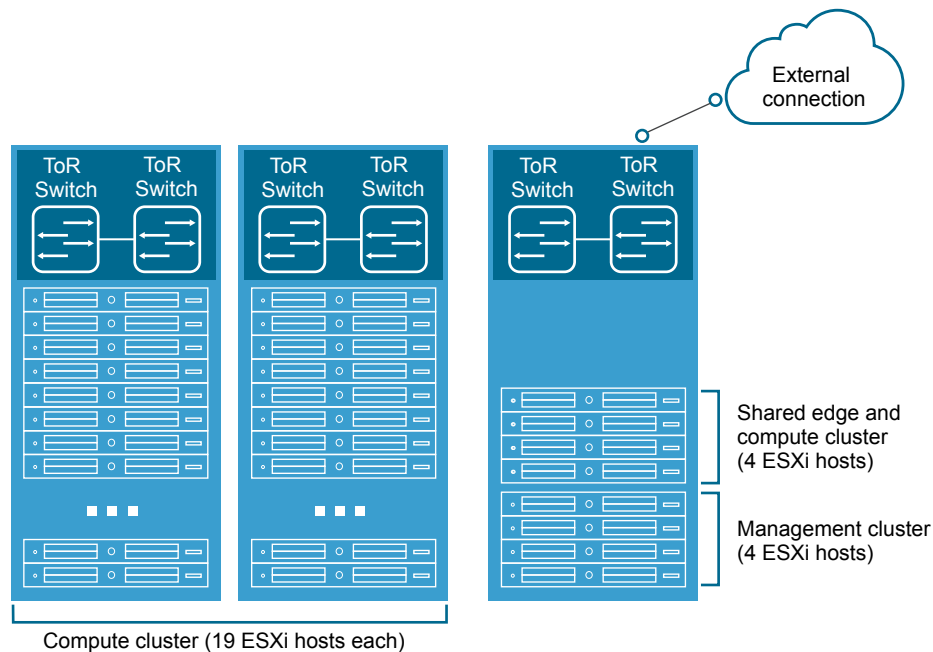 External
connection
ToR
Switch
ToR
Switch
ToR
Switch
ToR
Switch
ToR
Switch
ToR
Switch
Shared edge and
compute cluster
(4 ESXi hosts)
Management cluster
(4 ESXi hosts)
Compute cluster (19 ESXi hosts each)